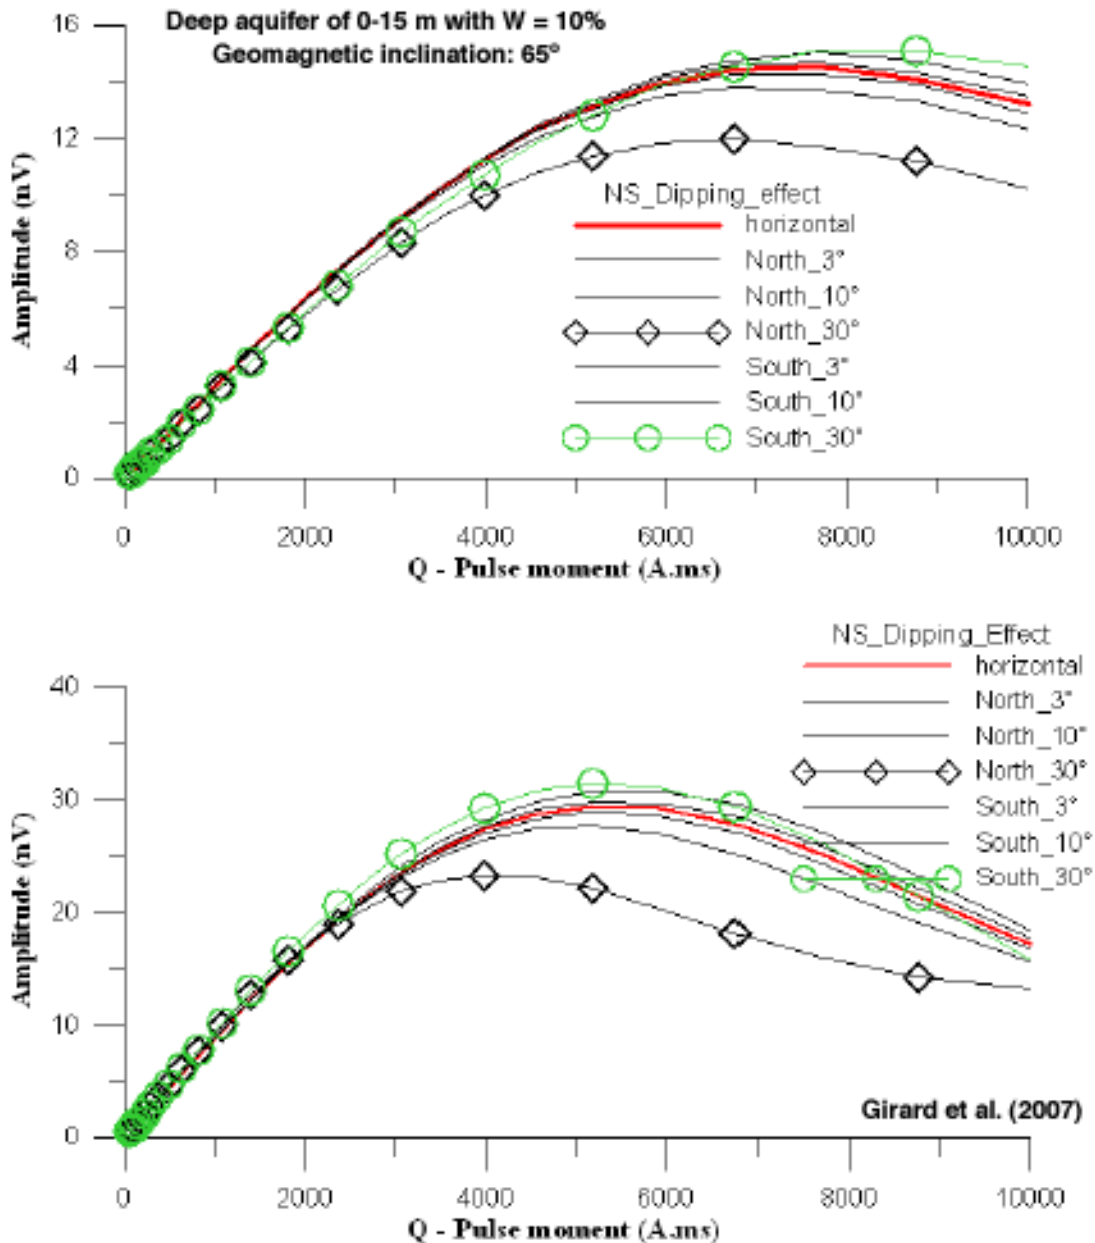 Deep aquifer of 0-15 m with W = 10%
Geomagnetic inclination: 65°
16
12
8
4
0
Amplitude (nV)
NS_Dipping_effect
horizontal
North_3°
North_10°
North_30°
South_3°
South_10°
South_30°
0 2000 4000 6000 8000 10000
Q - Pulse moment (A.ms)
NS_Dipping_Effect
horizontal
North_3°
North_10°
North_30°
South_3°
South_10°
South_30°
40
30
20
10
0
Amplitude (nV)
Girard et al. (2007)
0 2000 4000 6000 8000 10000
Q - Pulse moment (A.ms)